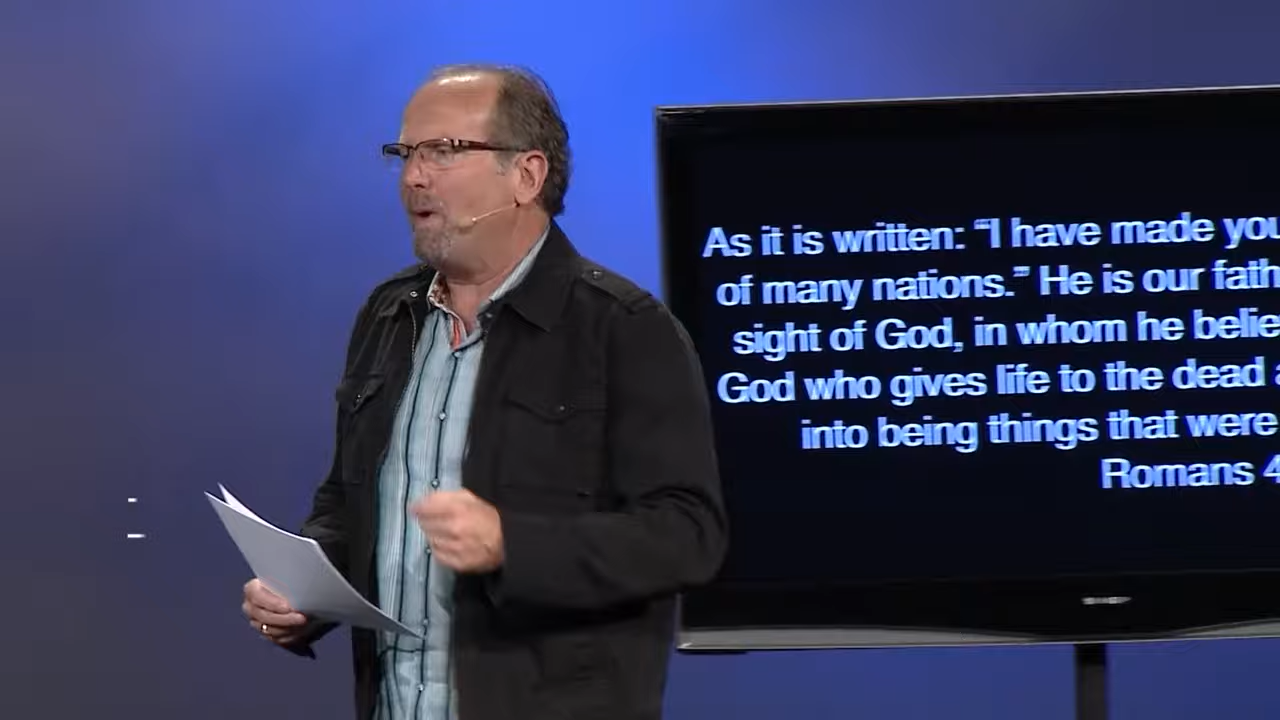 As it is written: “I have made you
of many nations.” He is our fath
sight of God, in whom he belie
God who gives life to the dead a
into being things that were
Romans 4